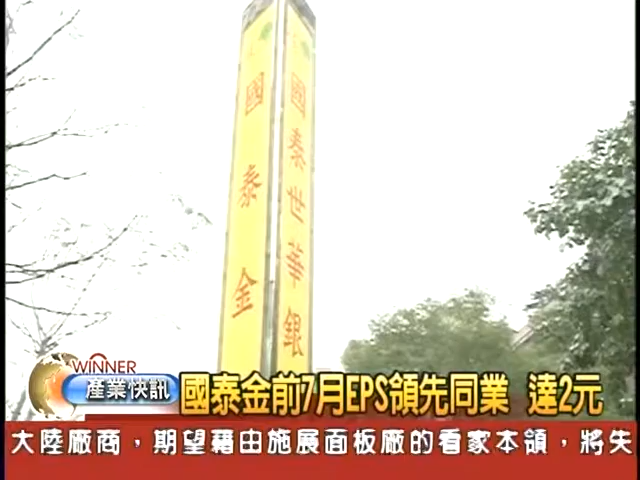 國泰金
國泰世華銀
WINNER
產業快訊
國泰金前7月EPS領先同業 達2元
大陸廠商，期望藉由施展面板廠的看家本領，將失